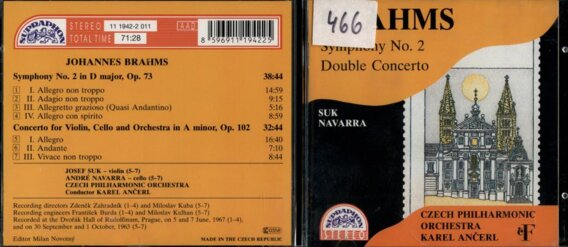 SUPRAPHON
STEREO
11 1942-2 011
AAD
TOTAL TIME
71:28
8 596911 194225
JOHANNES BRAHMS
Symphony No. 2 in D major, Op. 73 38:44
1 I. Allegro non troppo 14:59
2 II. Adagio non troppo 9:15
3 III. Allegretto grazioso (Quasi Andantino) 5:16
4 IV. Allegro con spirito 8:59
Concerto for Violin, Cello and Orchestra in A minor, Op. 102 32:44
5 I. Allegro 16:40
6 II. Andante 7:10
7 III. Vivace non troppo 8:44
JOSEF SUK - violin (5-7)
ANDRÉ NAVARRA - cello (5-7)
CZECH PHILHARMONIC ORCHESTRA
Conductor KAREL ANČERL
Recording directors Zdeněk Zahradník (1-4) and Miloslav Kuba (5-7)
Recording engineers František Burda (1-4) and Miloslav Kulhan (5-7)
Recorded at the Dvořák Hall of Rudolfinum, Prague, on 5 and 7 June, 1967 (1-4),
and on 30 September and 1 October, 1963 (5-7)
Editor Milan Novotný
MADE IN THE CZECH REPUBLIC
466
AHMS
Symphony No. 2
Double Concerto
SUK
NAVARRA
CZECH PHILHARMONIC
ORCHESTRA
KAREL ANČERL
SUPRAPHON
STEREO